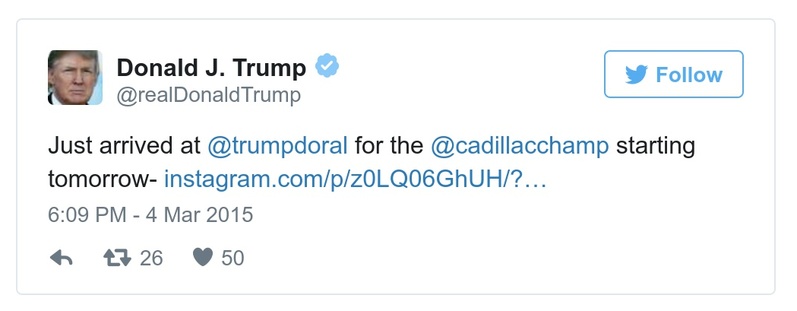 Donald J. Trump
@realDonaldTrump
Follow
Just arrived at @trumpdoral for the @cadillacchamp starting
tomorrow- instagram.com/p/z0LQ06GhUH/?…
6:09 PM - 4 Mar 2015
26 50